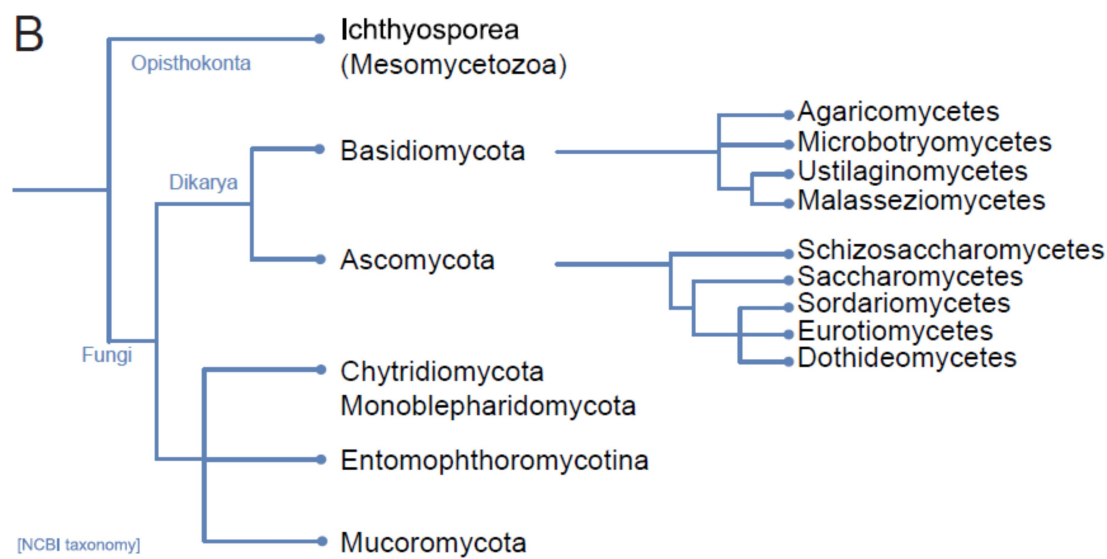 B
Ichthyosporea
(Mesomycetozoa)
Opisthokonta
Basidiomycota
Agaricomycetes
Microbotryomycetes
Ustilaginomycetes
Malasseziomycetes
Dikarya
Ascomycota
Schizosaccharomycetes
Saccharomycetes
Sordariomycetes
Eurotiomycetes
Dothideomycetes
Fungi
Chytridiomycota
Monoblepharidomycota
Entomophthoromycotina
Mucoromycota
[NCBI taxonomy]